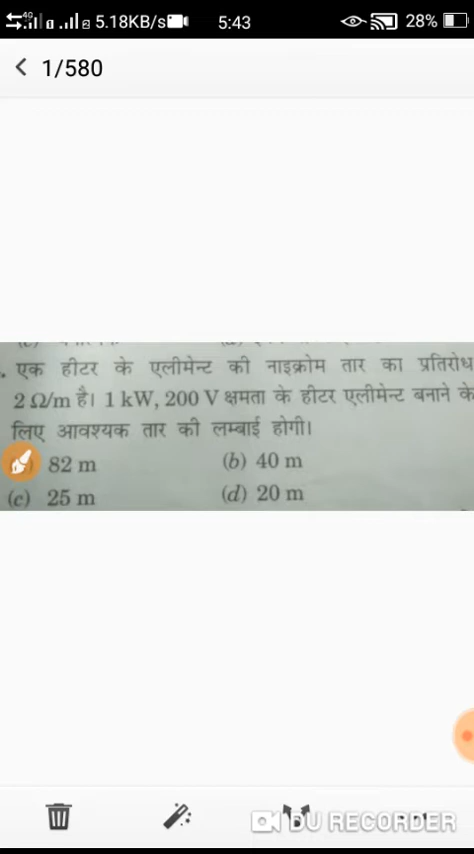 5.18KB/s 5:43 28%
< 1/580
. एक हीटर के एलीमेन्ट की नाइक्रोम तार का प्रतिरोध
2 Ω/m है। 1 kW, 200 V क्षमता के हीटर एलीमेन्ट बनाने के
लिए आवश्यक तार की लम्बाई होगी।
82 m (b) 40 m
(c) 25 m (d) 20 m
DU RECORDER